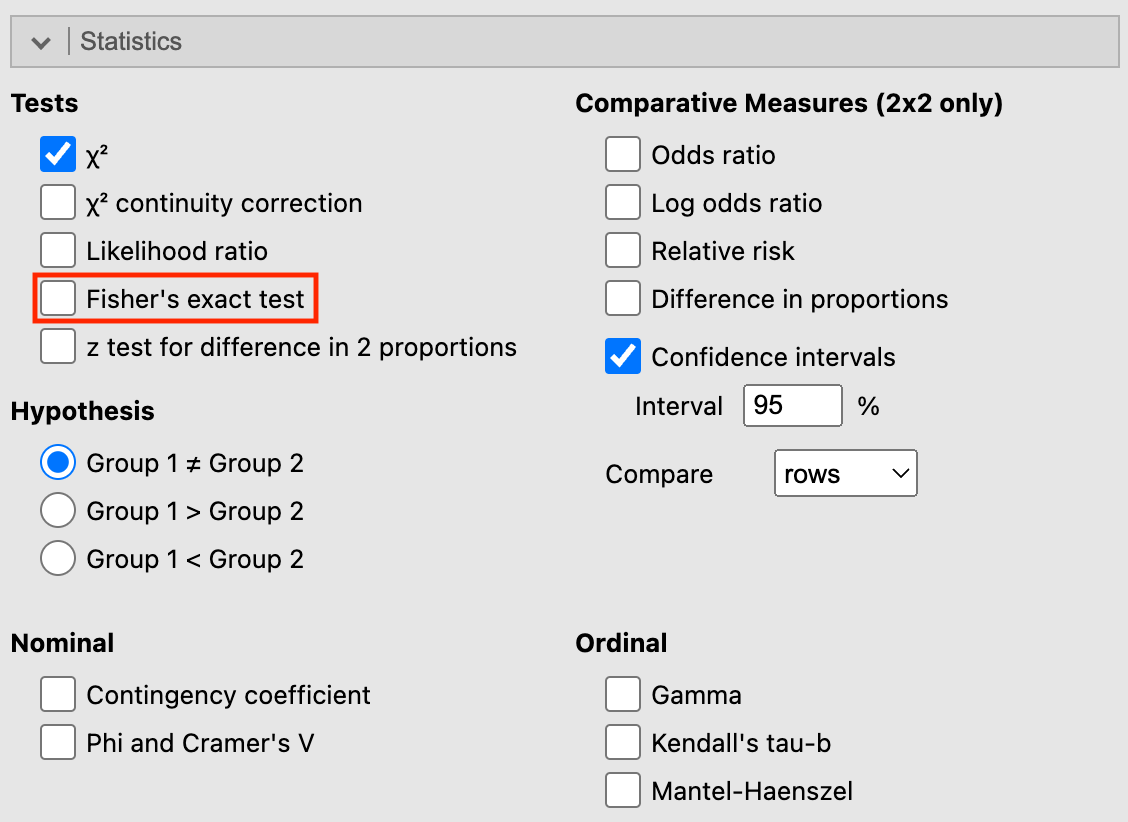 Statistics
Tests
χ²
χ² continuity correction
Likelihood ratio
Fisher's exact test
z test for difference in 2 proportions
Hypothesis
Group 1 ≠ Group 2
Group 1 > Group 2
Group 1 < Group 2
Comparative Measures (2x2 only)
Odds ratio
Log odds ratio
Relative risk
Difference in proportions
Confidence intervals
Interval 95 %
Compare rows
Nominal
Contingency coefficient
Phi and Cramer's V
Ordinal
Gamma
Kendall's tau-b
Mantel-Haenszel